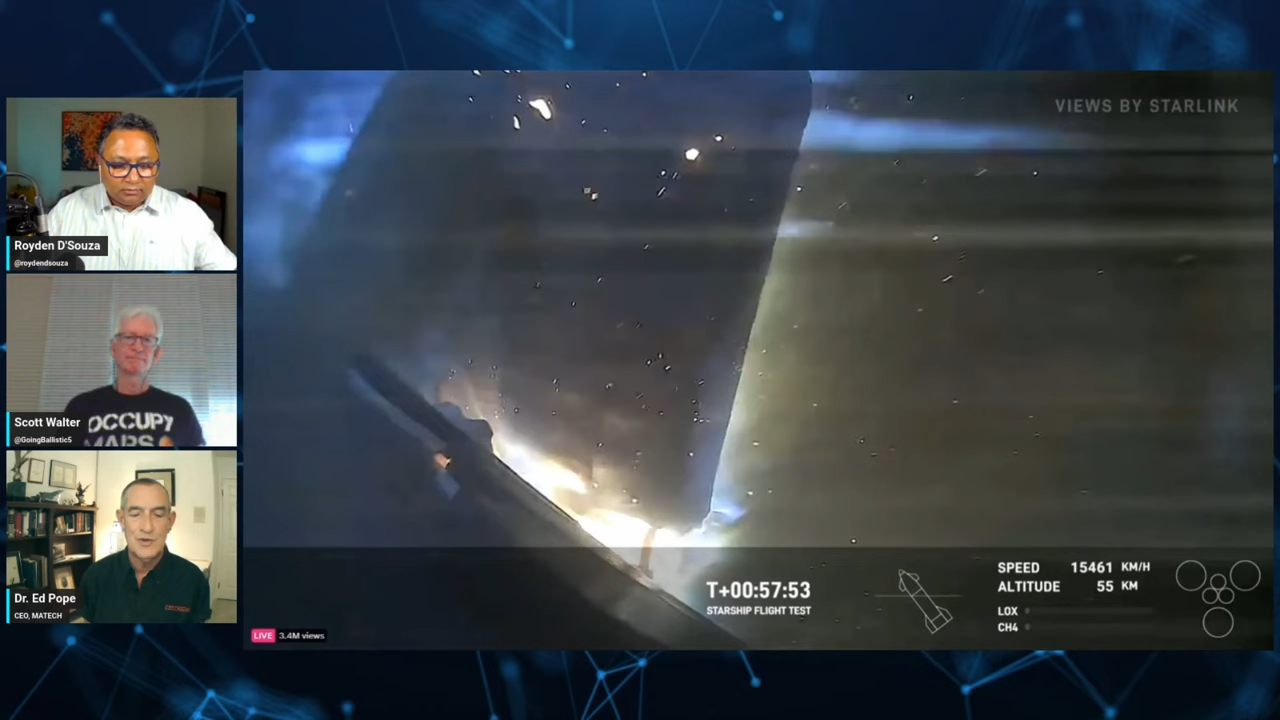 VIEWS BY STARLINK
Royden D'Souza
@roydendsouza
Scott Walter
@GoingBallistic5
OCCUPY
MARS
Dr. Ed Pope
CEO, MATECH
T+00:57:53
STARSHIP FLIGHT TEST
SPEED 15461 KM/H
ALTITUDE 55 KM
LOX
CH4
LIVE 3.4M views